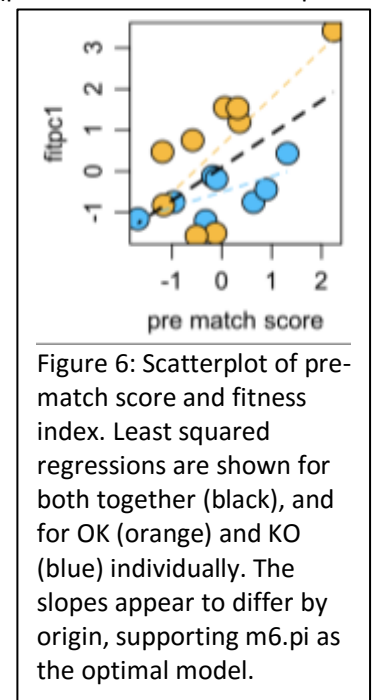 3
2
1
0
-1
fitpc1
-1 0 1 2
pre match score
Figure 6: Scatterplot of pre-
match score and fitness
index. Least squared
regressions are shown for
both together (black), and
for OK (orange) and KO
(blue) individually. The
slopes appear to differ by
origin, supporting m6.pi as
the optimal model.